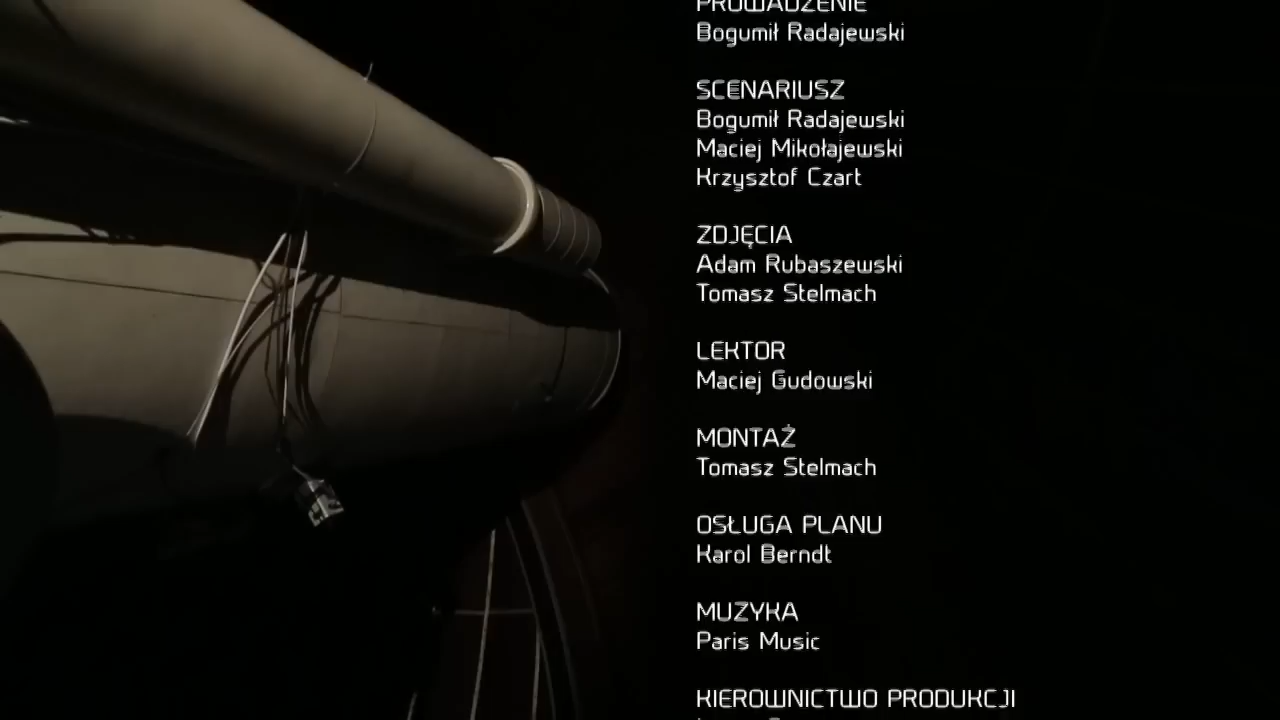 PROWADZENIE
Bogumił Radajewski
SCENARIUSZ
Bogumił Radajewski
Maciej Mikołajewski
Krzysztof Czart
ZDJĘCIA
Adam Rubaszewski
Tomasz Stelmach
LEKTOR
Maciej Gudowski
MONTAŻ
Tomasz Stelmach
OSŁUGA PLANU
Karol Berndt
MUZYKA
Paris Music
KIEROWNICTWO PRODUKCJI